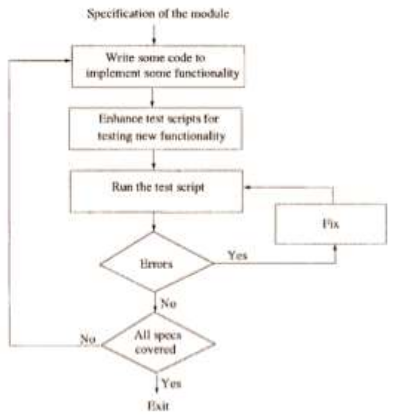 Specification of the module
Write some code to
implement some functionality
Enhance test scripts for
testing new functionality
Run the test script
Fix
Errors
Yes
No
All specs
covered
No
Yes
Exit